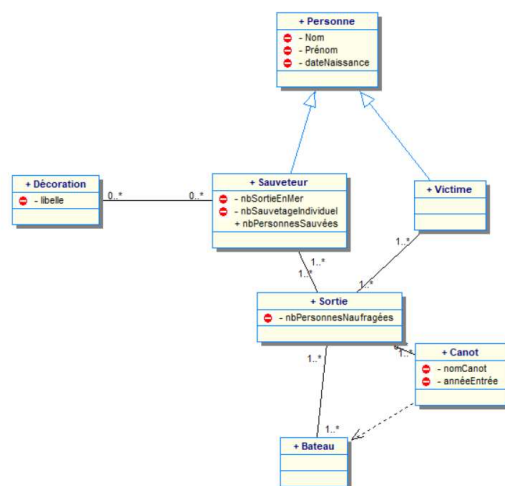 + Personne
- Nom
- Prénom
- dateNaissance
+ Décoration
- libelle
0..*
0..*
+ Sauveteur
- nbSortieEnMer
- nbSauvetageIndividuel
+ nbPersonnesSauvées
+ Victime
1..*
1..*
1..*
1..*
+ Sortie
- nbPersonnesNaufragées
1..*
1..*
+ Canot
- nomCanot
- annéeEntrée
1..*
+ Bateau